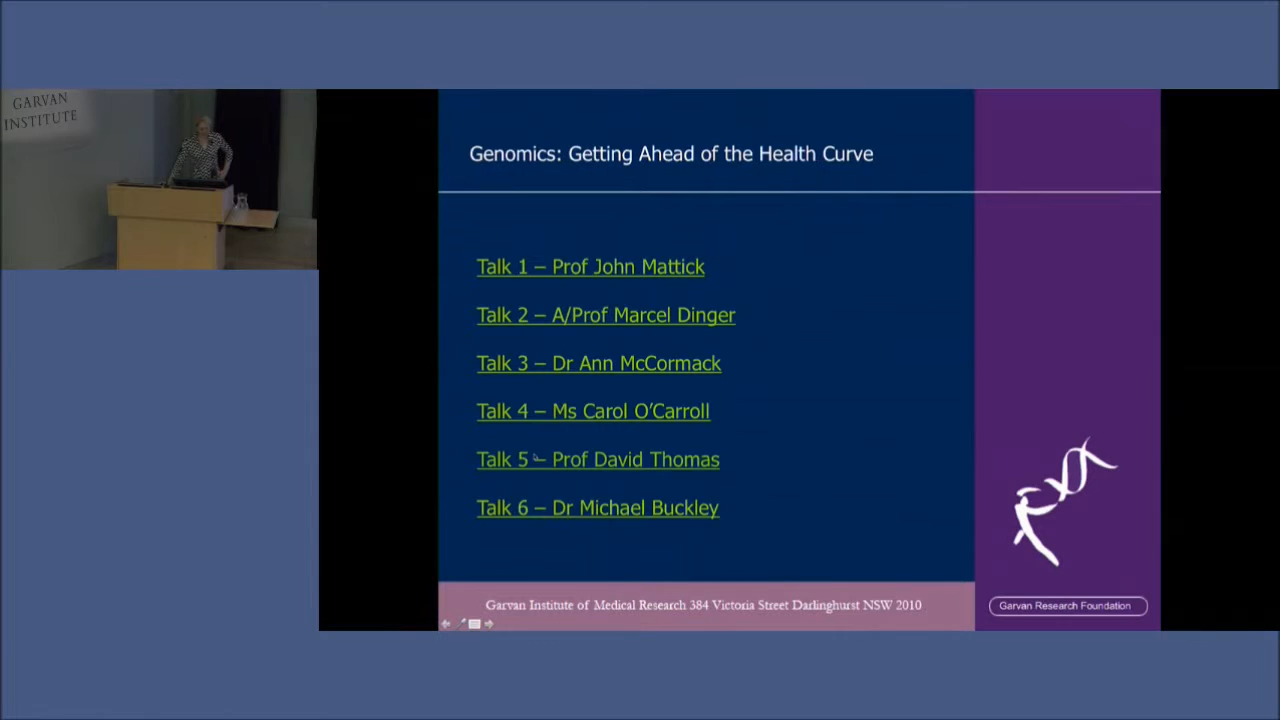 GARVAN
INSTITUTE
Genomics: Getting Ahead of the Health Curve
Talk 1 – Prof John Mattick
Talk 2 – A/Prof Marcel Dinger
Talk 3 – Dr Ann McCormack
Talk 4 – Ms Carol O’Carroll
Talk 5 – Prof David Thomas
Talk 6 – Dr Michael Buckley
Garvan Institute of Medical Research 384 Victoria Street Darlinghurst NSW 2010
Garvan Research Foundation